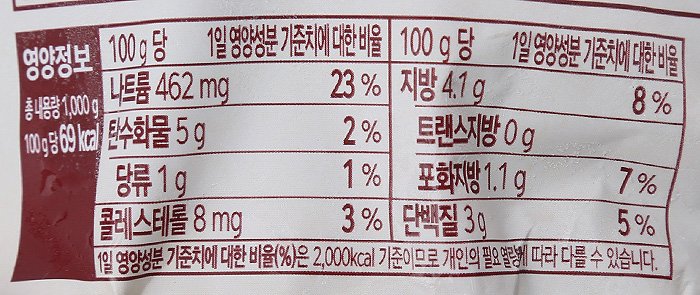 영양정보
총 내용량 1,000 g
100 g 당 69 kcal
100 g 당 1일 영양성분 기준치에 대한 비율
나트륨 462 mg 23 %
탄수화물 5 g 2 %
당류 1 g 1 %
콜레스테롤 8 mg 3 %
100 g 당 1일 영양성분 기준치에 대한 비율
지방 4.1 g 8 %
트랜스지방 0 g
포화지방 1.1 g 7 %
단백질 3 g 5 %
1일 영양성분 기준치에 대한 비율(%)은 2,000kcal 기준이므로 개인의 필요 열량에 따라 다를 수 있습니다.